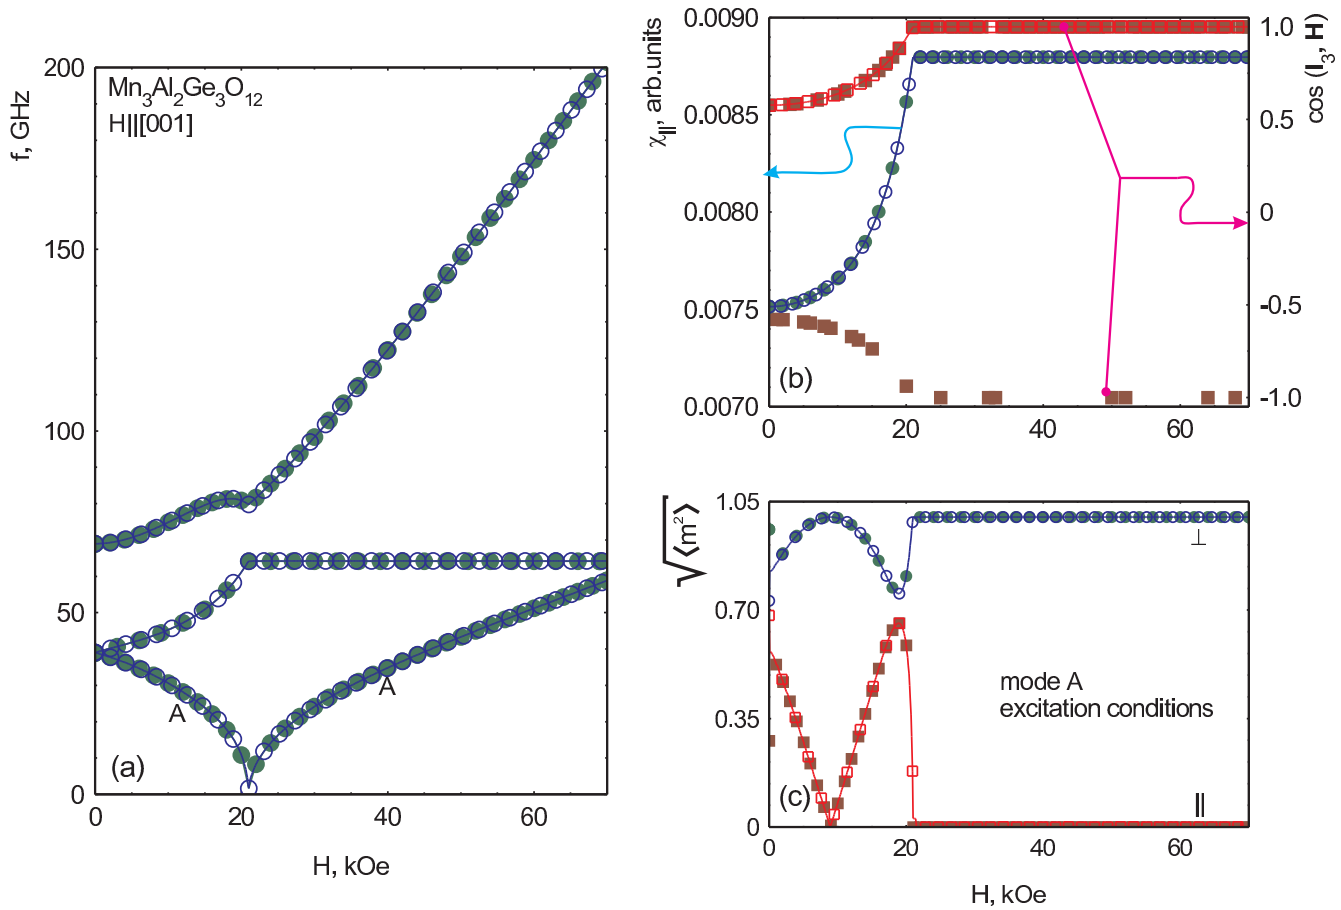 200
150
100
50
0
f, GHz
Mn₃Al₂Ge₃O₁₂
H||[001]
A
A
(a)
0
20
40
60
H, kOe
0.0090
0.0085
0.0080
0.0075
0.0070
χ||, arb.units
1.0
0.5
0
-0.5
-1.0
cos (l₃, H)
(b)
0
20
40
60
1.05
0.70
0.35
0
√⟨m²⟩
⊥
mode A
excitation conditions
(c)
||
0
20
40
60
H, kOe